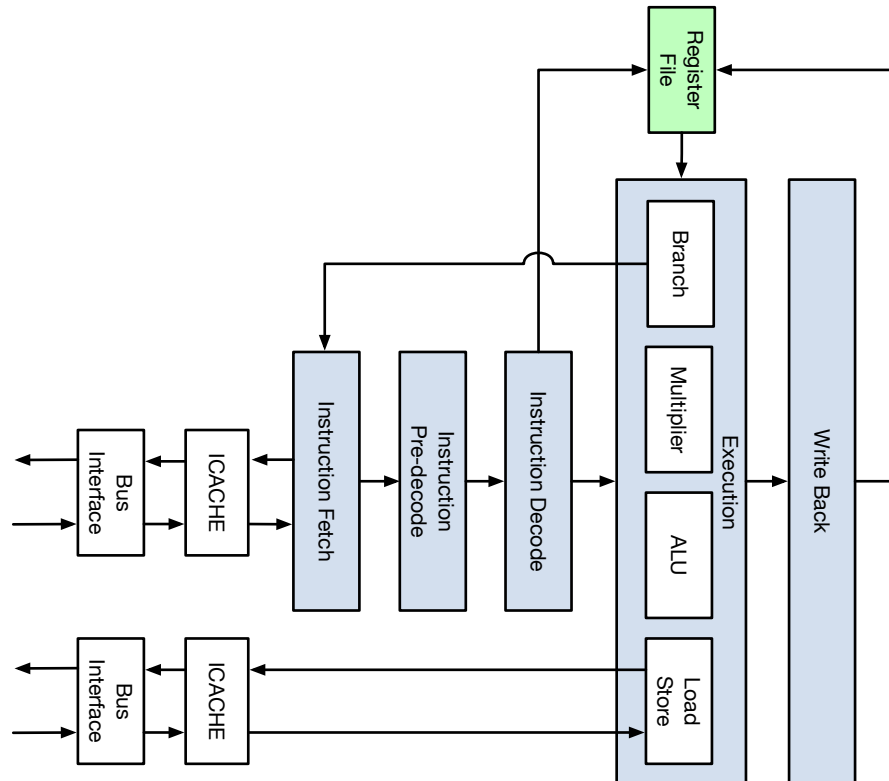 Register
File
Branch
Multiplier
ALU
Load
Store
Execution
Write Back
Instruction Fetch
Instruction
Pre-decode
Instruction Decode
ICACHE
Bus
Interface
ICACHE
Bus
Interface